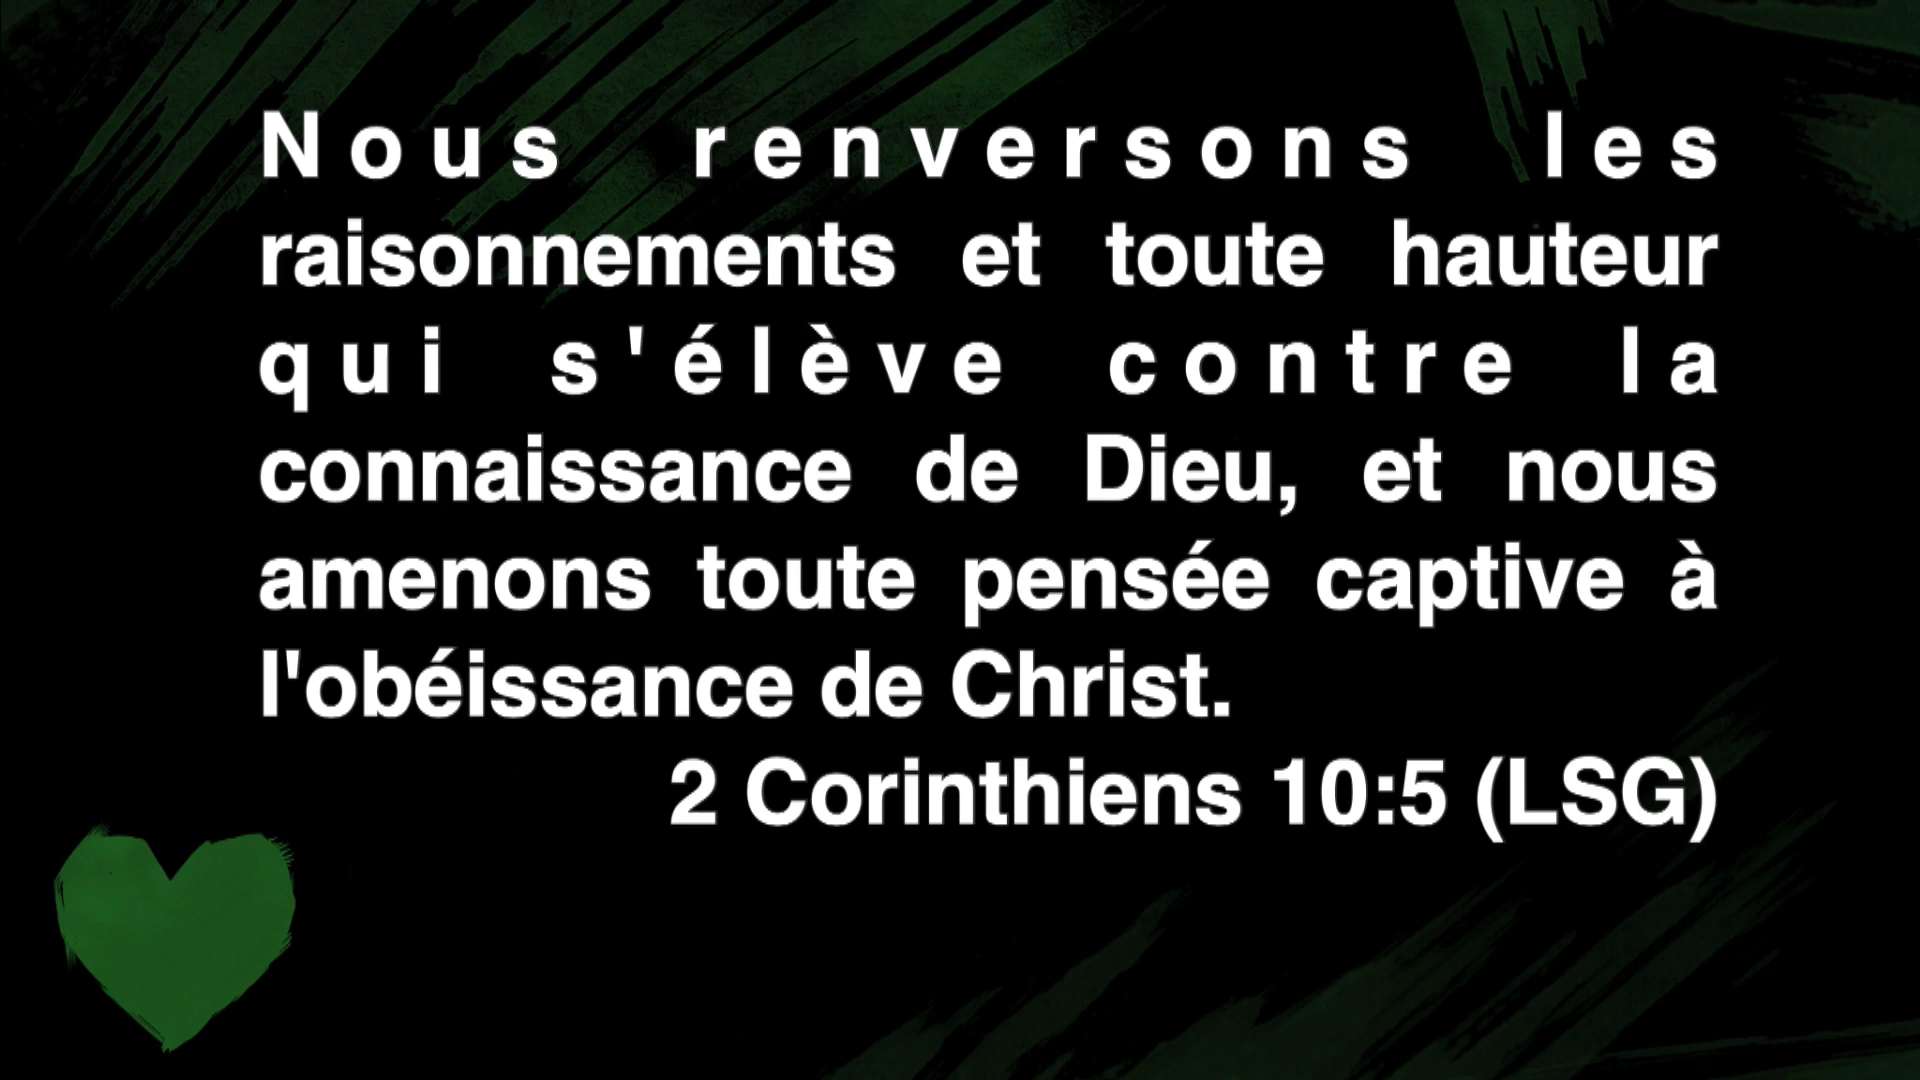 Nous renversons les
raisonnements et toute hauteur
qui s'élève contre la
connaissance de Dieu, et nous
amenons toute pensée captive à
l'obéissance de Christ.
2 Corinthiens 10:5 (LSG)